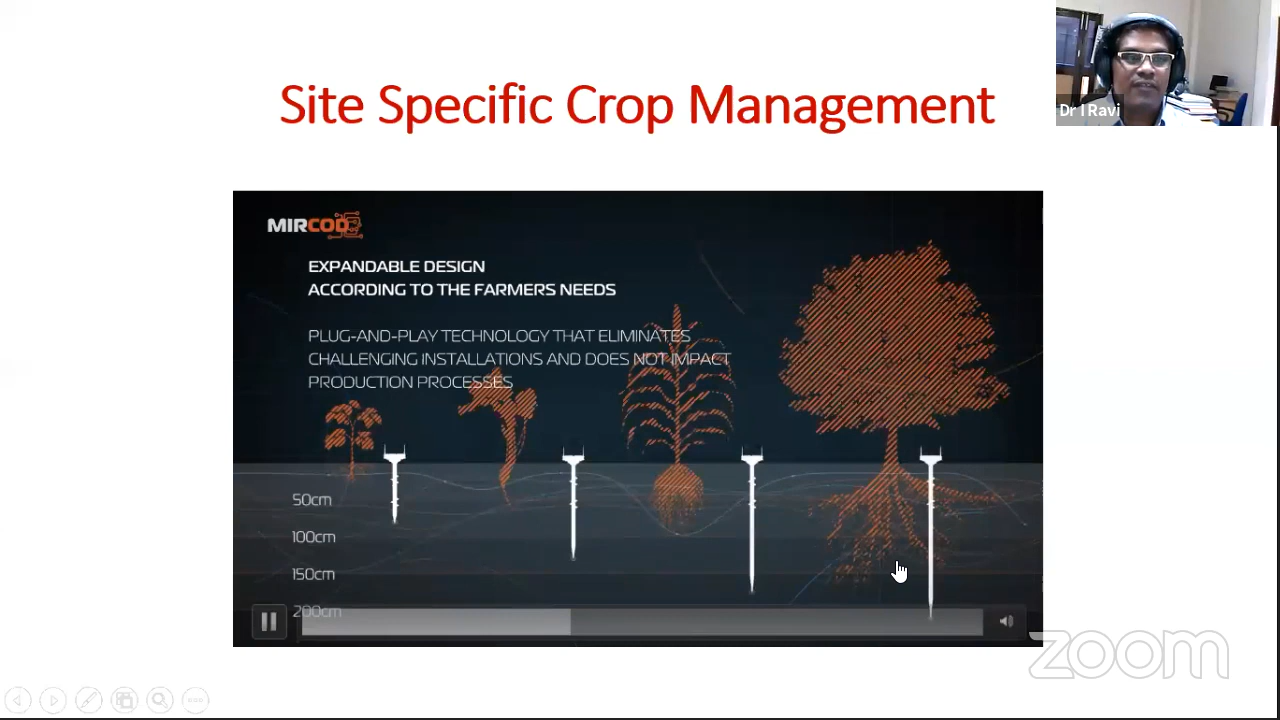 Site Specific Crop Management
Dr I Ravi
MIRCOD
EXPANDABLE DESIGN
ACCORDING TO THE FARMERS NEEDS
PLUG-AND-PLAY TECHNOLOGY THAT ELIMINATES
CHALLENGING INSTALLATIONS AND DOES NOT IMPACT
PRODUCTION PROCESSES
50cm
100cm
150cm
200cm
zoom